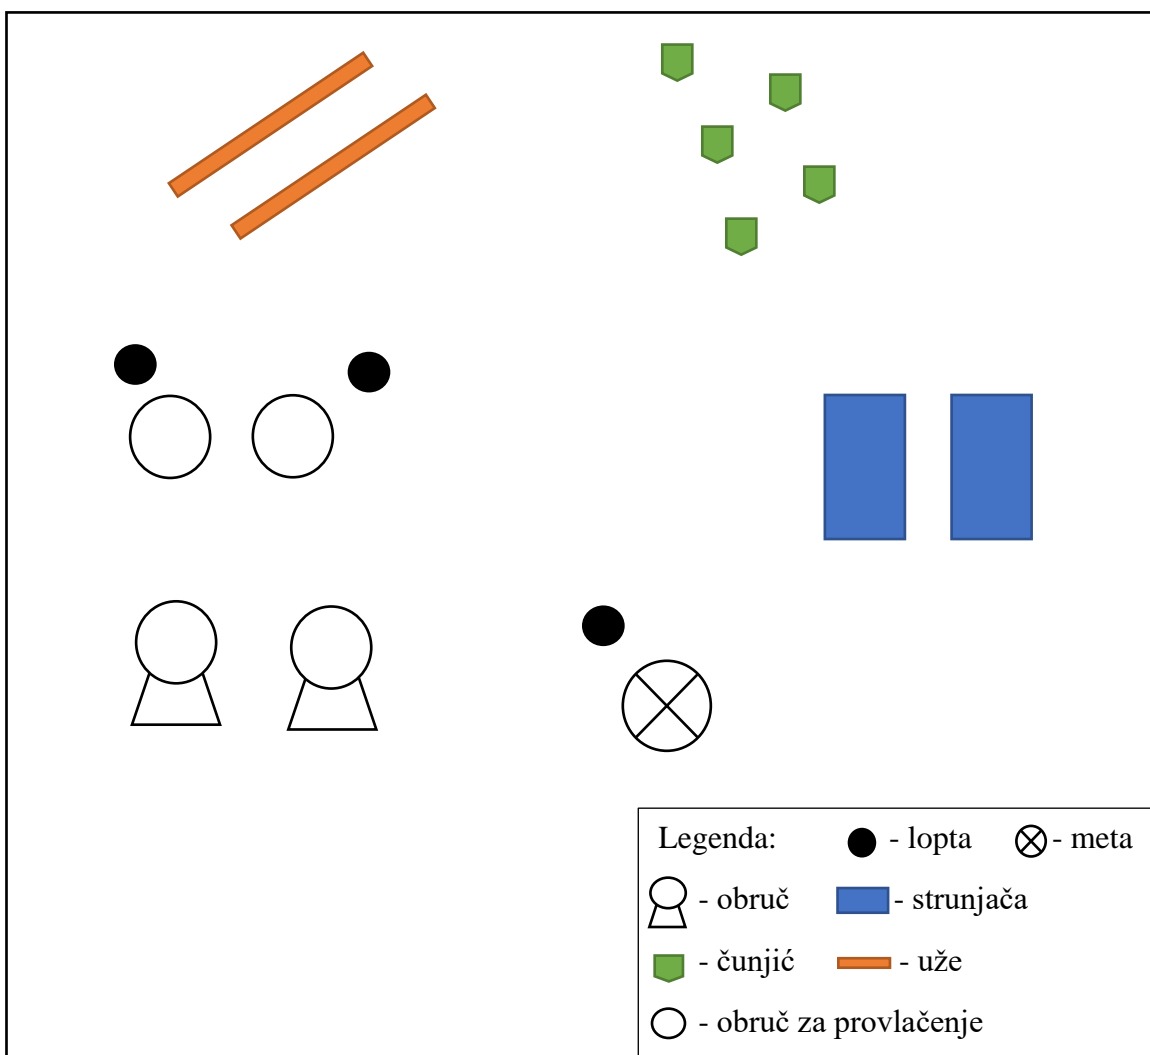 Legenda: - lopta - meta
- obruč - strunjača
- čunjić - uže
- obruč za provlačenje